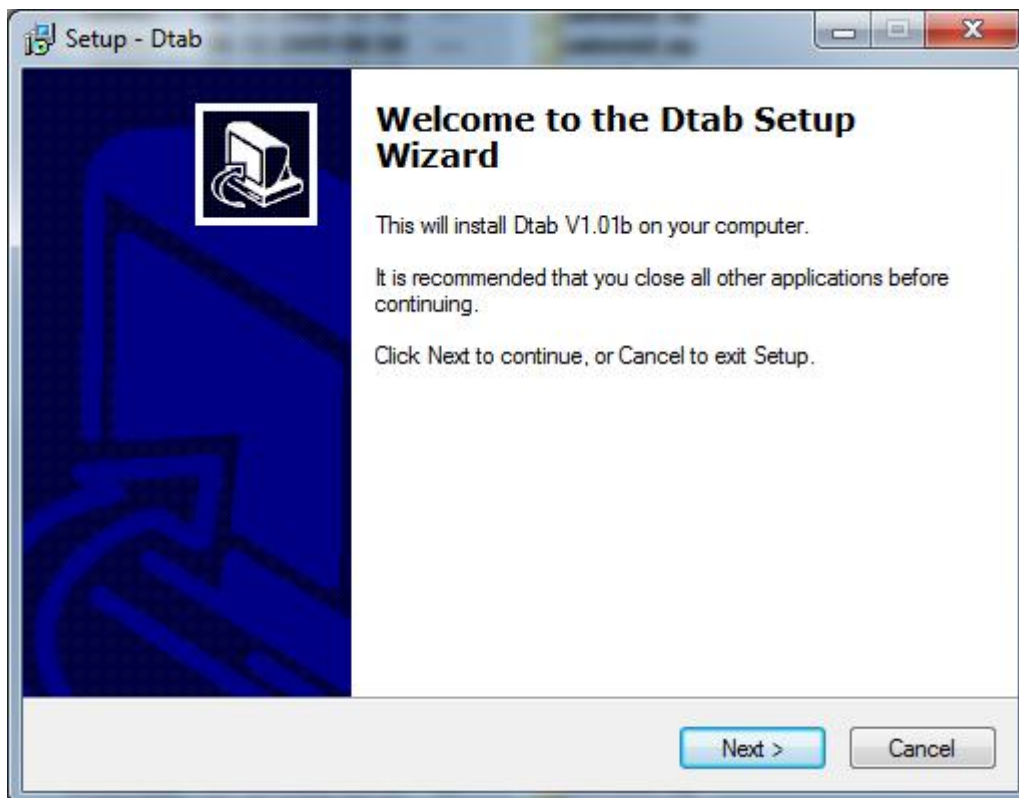 Setup - Dtab
Welcome to the Dtab Setup
Wizard
This will install Dtab V1.01b on your computer.
It is recommended that you close all other applications before
continuing.
Click Next to continue, or Cancel to exit Setup.
Next >
Cancel